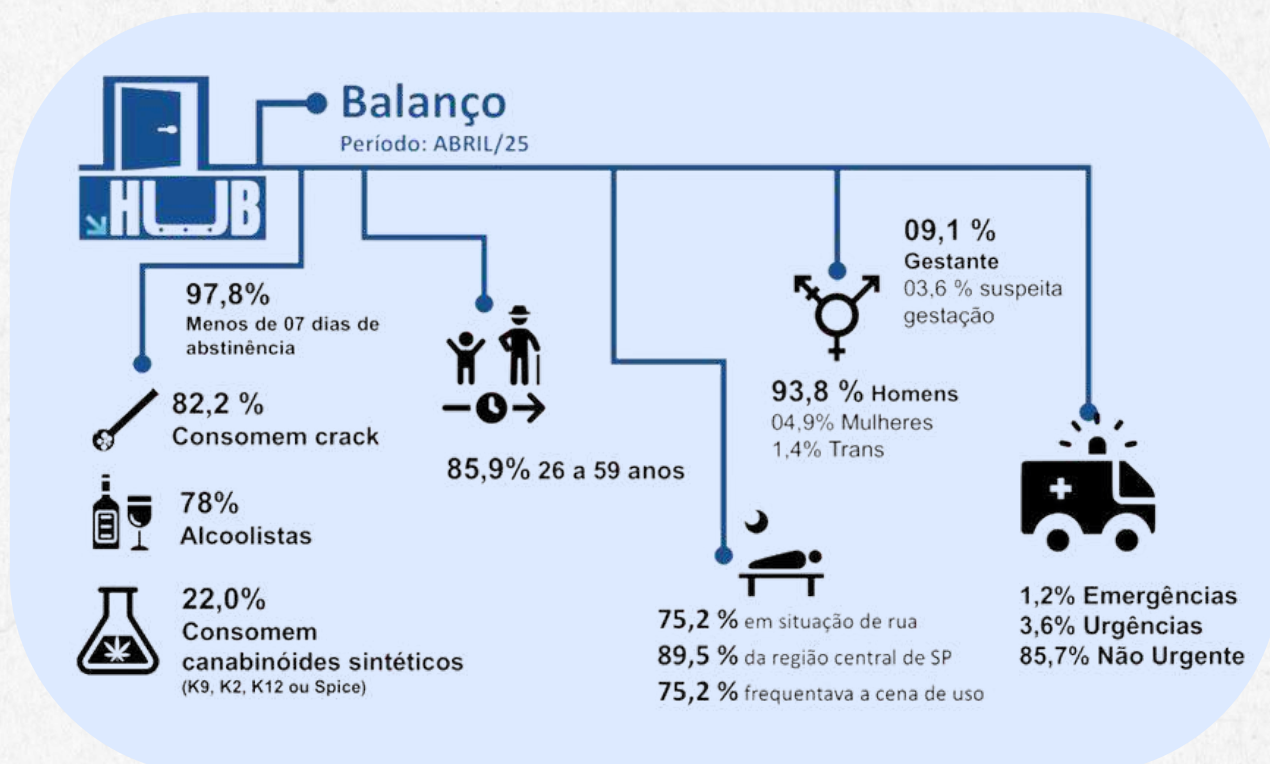 Balanço
Período: ABRIL/25
HUB
97,8%
Menos de 07 dias de
abstinência
82,2 %
Consomem crack
78%
Alcoolistas
22,0%
Consomem
canabinóides sintéticos
(K9, K2, K12 ou Spice)
85,9% 26 a 59 anos
75,2 % em situação de rua
89,5 % da região central de SP
75,2 % frequentava a cena de uso
09,1 %
Gestante
03,6 % suspeita
gestação
93,8 % Homens
04,9% Mulheres
1,4% Trans
1,2% Emergências
3,6% Urgências
85,7% Não Urgente